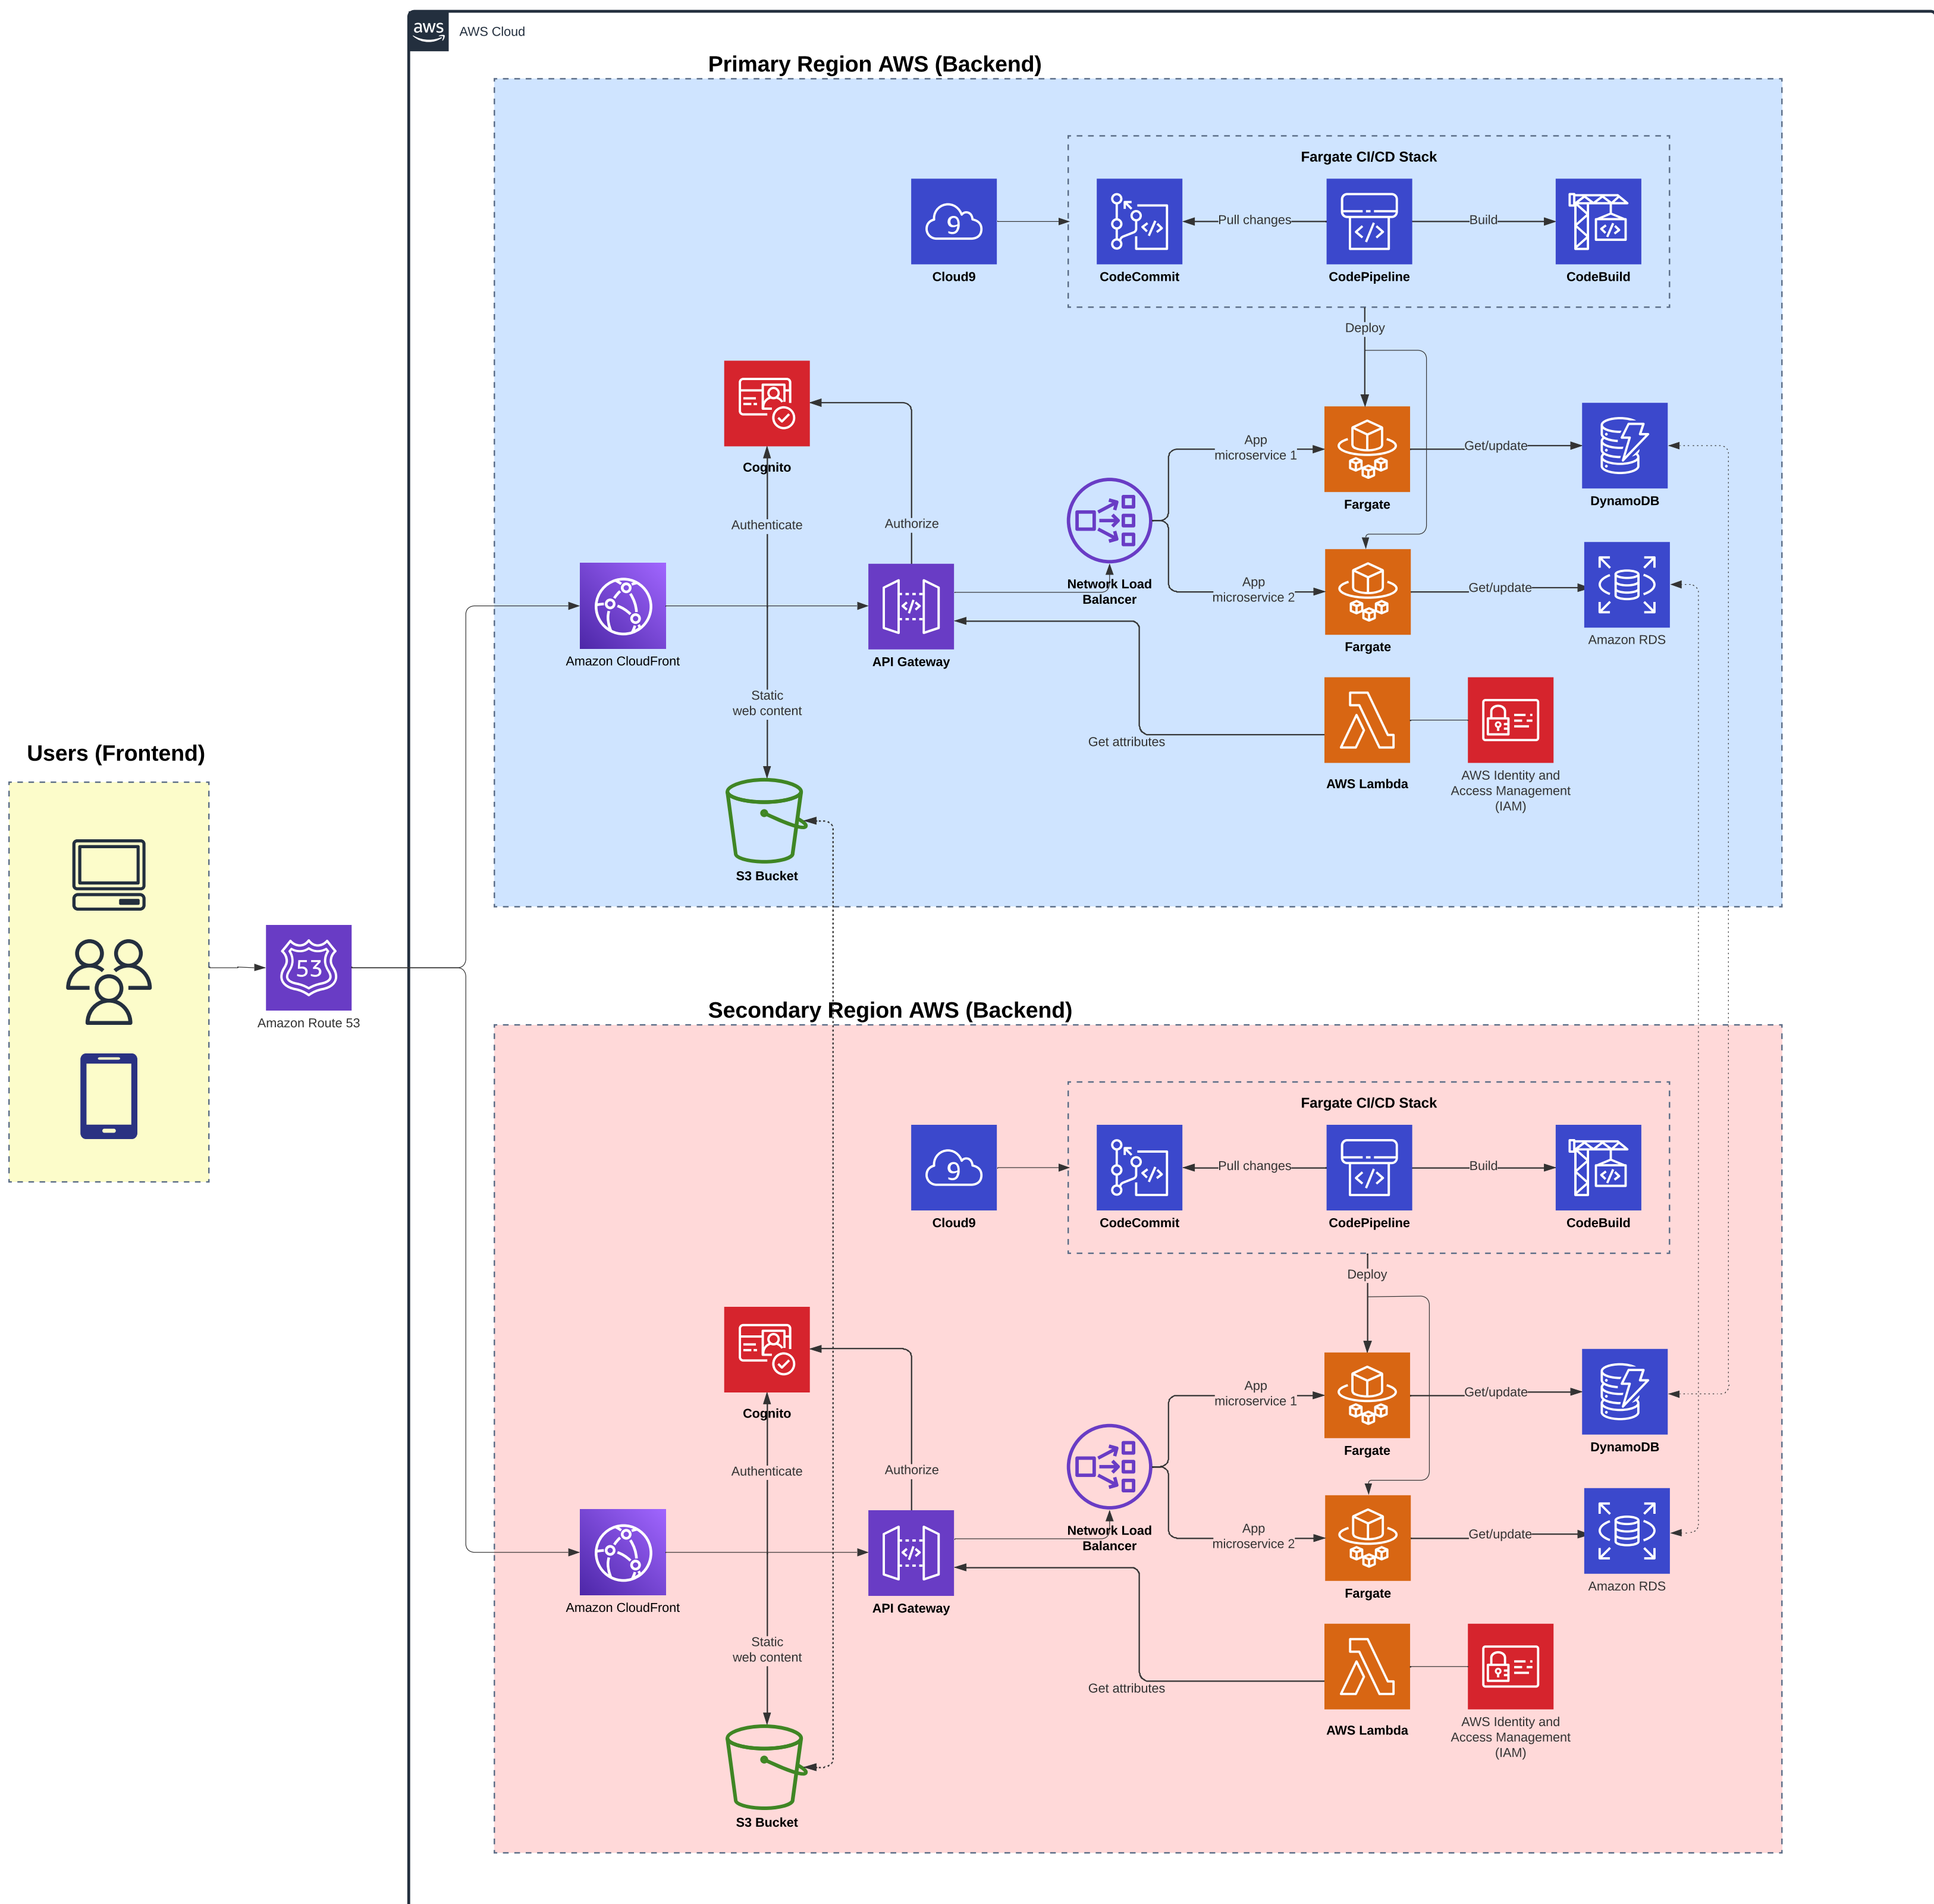 aws
AWS Cloud
Primary Region AWS (Backend)
Fargate CI/CD Stack
9
Pull changes
Build
Cloud9
CodeCommit
CodePipeline
CodeBuild
Deploy
Cognito
App
microservice 1
Get/update
Fargate
DynamoDB
Authenticate
Authorize
Network Load
Balancer
App
microservice 2
Get/update
Fargate
Amazon RDS
Amazon CloudFront
API Gateway
Static
web content
Get attributes
AWS Lambda
AWS Identity and
Access Management
(IAM)
S3 Bucket
Users (Frontend)
53
Amazon Route 53
Secondary Region AWS (Backend)
Fargate CI/CD Stack
9
Pull changes
Build
Cloud9
CodeCommit
CodePipeline
CodeBuild
Deploy
Cognito
App
microservice 1
Get/update
Fargate
DynamoDB
Authenticate
Authorize
Network Load
Balancer
App
microservice 2
Get/update
Fargate
Amazon RDS
Amazon CloudFront
API Gateway
Static
web content
Get attributes
AWS Lambda
AWS Identity and
Access Management
(IAM)
S3 Bucket